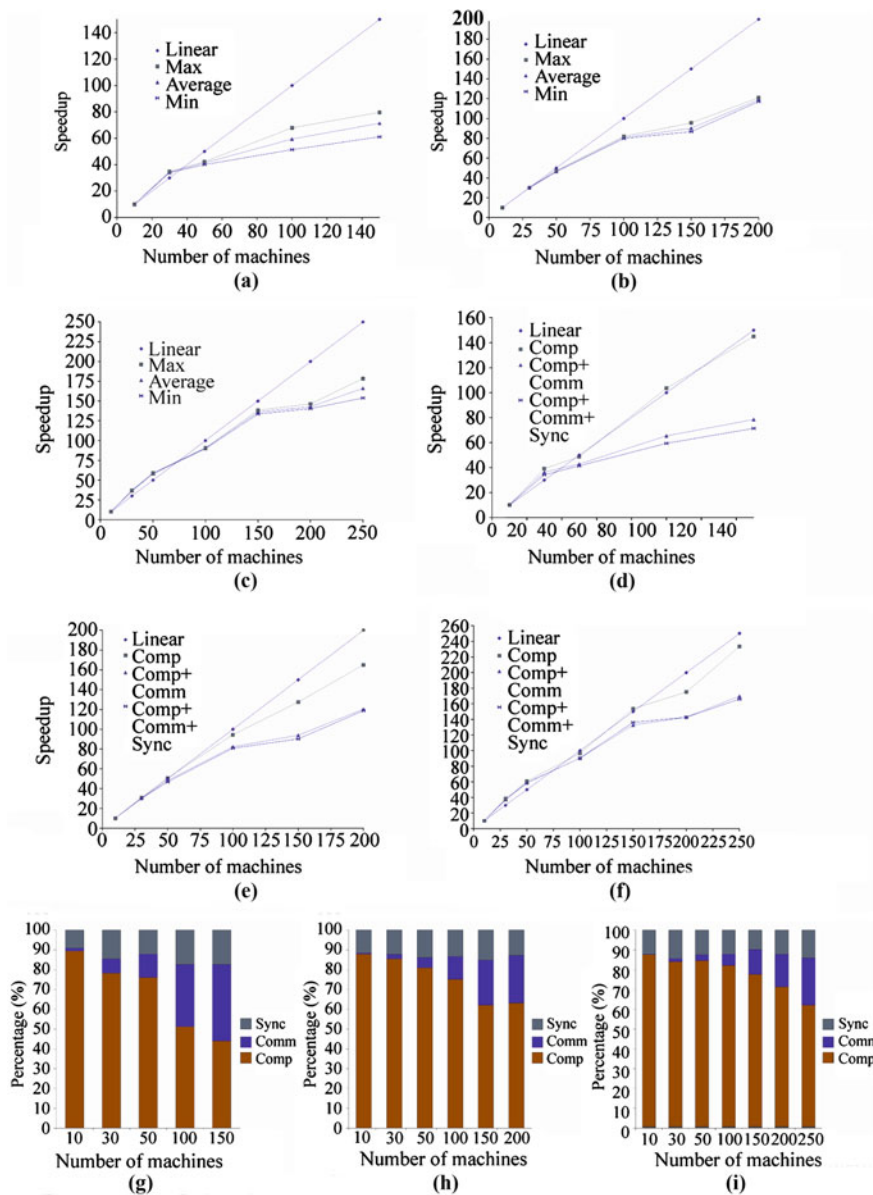 140
120
100
80
60
40
20
0
Speedup
Linear
Max
Average
Min
0 20 40 60 80 100 120 140
Number of machines
(a)
200
180
160
140
120
100
80
60
40
20
0
Speedup
Linear
Max
Average
Min
0 25 50 75 100 125 150 175 200
Number of machines
(b)
250
225
200
175
150
125
100
75
50
25
0
Speedup
Linear
Max
Average
Min
0 50 100 150 200 250
Number of machines
(c)
160
140
120
100
80
60
40
20
0
Speedup
Linear
Comp
Comp+
Comm
Comp+
Comm+
Sync
0 20 40 60 80 100 120 140
Number of machines
(d)
200
180
160
140
120
100
80
60
40
20
0
Speedup
Linear
Comp
Comp+
Comm
Comp+
Comm+
Sync
0 25 50 75 100 125 150 175 200
Number of machines
(e)
260
240
220
200
180
160
140
120
100
80
60
40
20
0
Speedup
Linear
Comp
Comp+
Comm
Comp+
Comm+
Sync
0 25 50 75 100 125 150 175 200 225 250
Number of machines
(f)
100
90
80
70
60
50
40
30
20
10
0
Percentage (%)
Sync
Comm
Comp
10 30 50 100 150
Number of machines
(g)
100
90
80
70
60
50
40
30
20
10
0
Percentage (%)
Sync
Comm
Comp
10 30 50 100 150 200
Number of machines
(h)
100
90
80
70
60
50
40
30
20
10
0
Percentage (%)
Sync
Comm
Comp
10 30 50 100 150 200 250
Number of machines
(i)